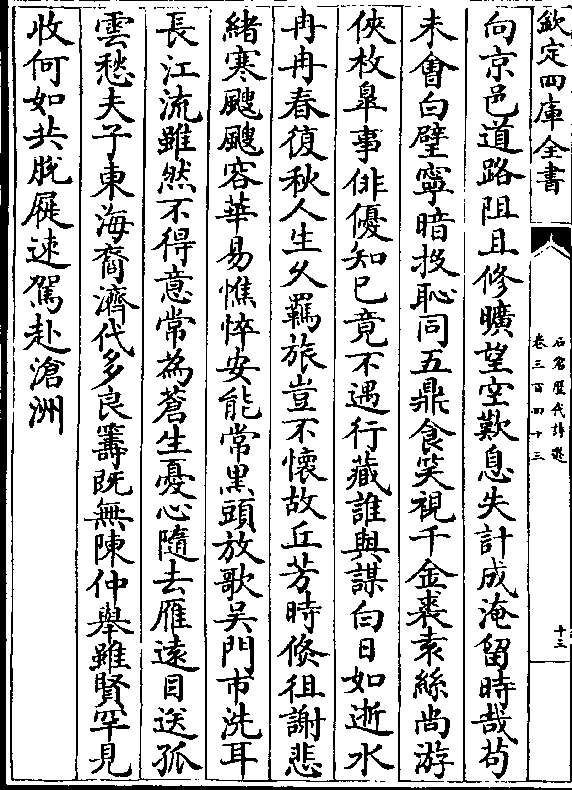 欽定四庫全書
石倉歷代詩選
卷三百四十三
十三
向京邑道路阻且修曠望空歎息失計成淹留時哉茍
未會白璧寧暗投恥同五鼎食笑視千金裘袁絲尚游
俠枚臯事俳優知已竟不遇行藏誰與謀白日如逝水
冉冉春復秋人生久羈旅豈不懷故丘芳時倐徂謝悲
緒寒颼颼容華易憔悴安能常黒頭放歌吳門市洗耳
長江流雖然不得意常為蒼生憂心隨去雁遠目送孤
雲愁夫子東海裔濟代多良籌既無陳仲舉雖賢罕見
收何如共脫屣速駕赴滄洲